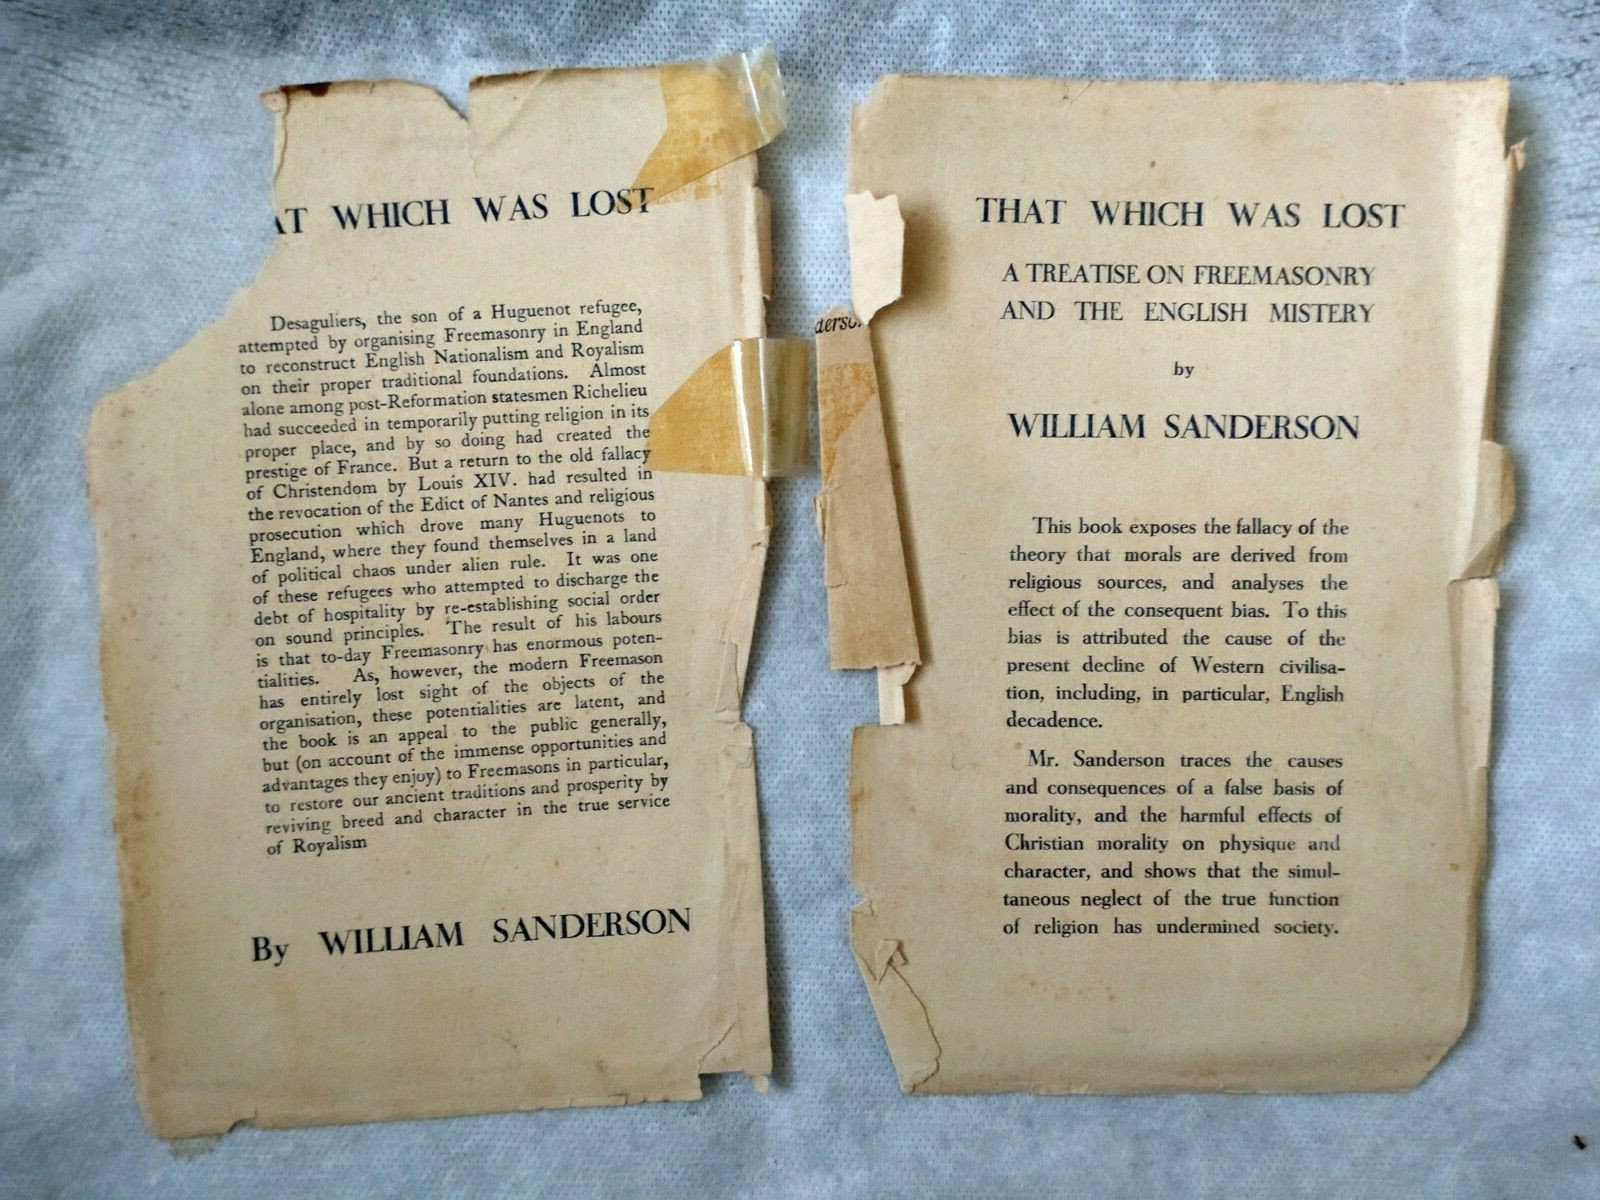 AT WHICH WAS LOST
Desaguliers, the son of a Huguenot refugee,
attempted by organising Freemasonry in England
to reconstruct English Nationalism and Royalism
on their proper traditional foundations. Almost
alone among post-Reformation statesmen Richelieu
had succeeded in temporarily putting religion in its
proper place, and by so doing had created the
prestige of France. But a return to the old fallacy
of Christendom by Louis XIV. had resulted in
the revocation of the Edict of Nantes and religious
prosecution which drove many Huguenots to
England, where they found themselves in a land
of political chaos under alien rule. It was one
of these refugees who attempted to discharge the
debt of hospitality by re-establishing social order
on sound principles. The result of his labours
is that to-day Freemasonry has enormous poten-
tialities. As, however, the modern Freemason
has entirely lost sight of the objects of the
organisation, these potentialities are latent, and
the book is an appeal to the public generally,
but (on account of the immense opportunities and
advantages they enjoy) to Freemasons in particular,
to restore our ancient traditions and prosperity by
reviving breed and character in the true service
of Royalism
By WILLIAM SANDERSON
derson
THAT WHICH WAS LOST
A TREATISE ON FREEMASONRY
AND THE ENGLISH MISTERY
by
WILLIAM SANDERSON
This book exposes the fallacy of the
theory that morals are derived from
religious sources, and analyses the
effect of the consequent bias. To this
bias is attributed the cause of the
present decline of Western civilisa-
tion, including, in particular, English
decadence.
Mr. Sanderson traces the causes
and consequences of a false basis of
morality, and the harmful effects of
Christian morality on physique and
character, and shows that the simul-
taneous neglect of the true function
of religion has undermined society.